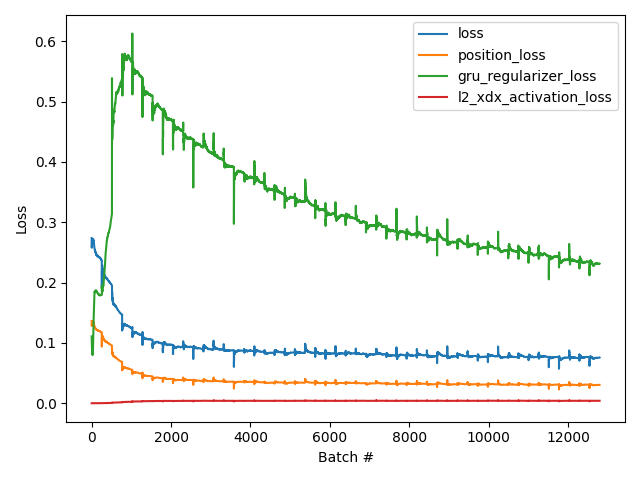 loss
position_loss
gru_regularizer_loss
l2_xdx_activation_loss
0.6
0.5
0.4
0.3
0.2
0.1
0.0
Loss
0 2000 4000 6000 8000 10000 12000
Batch #